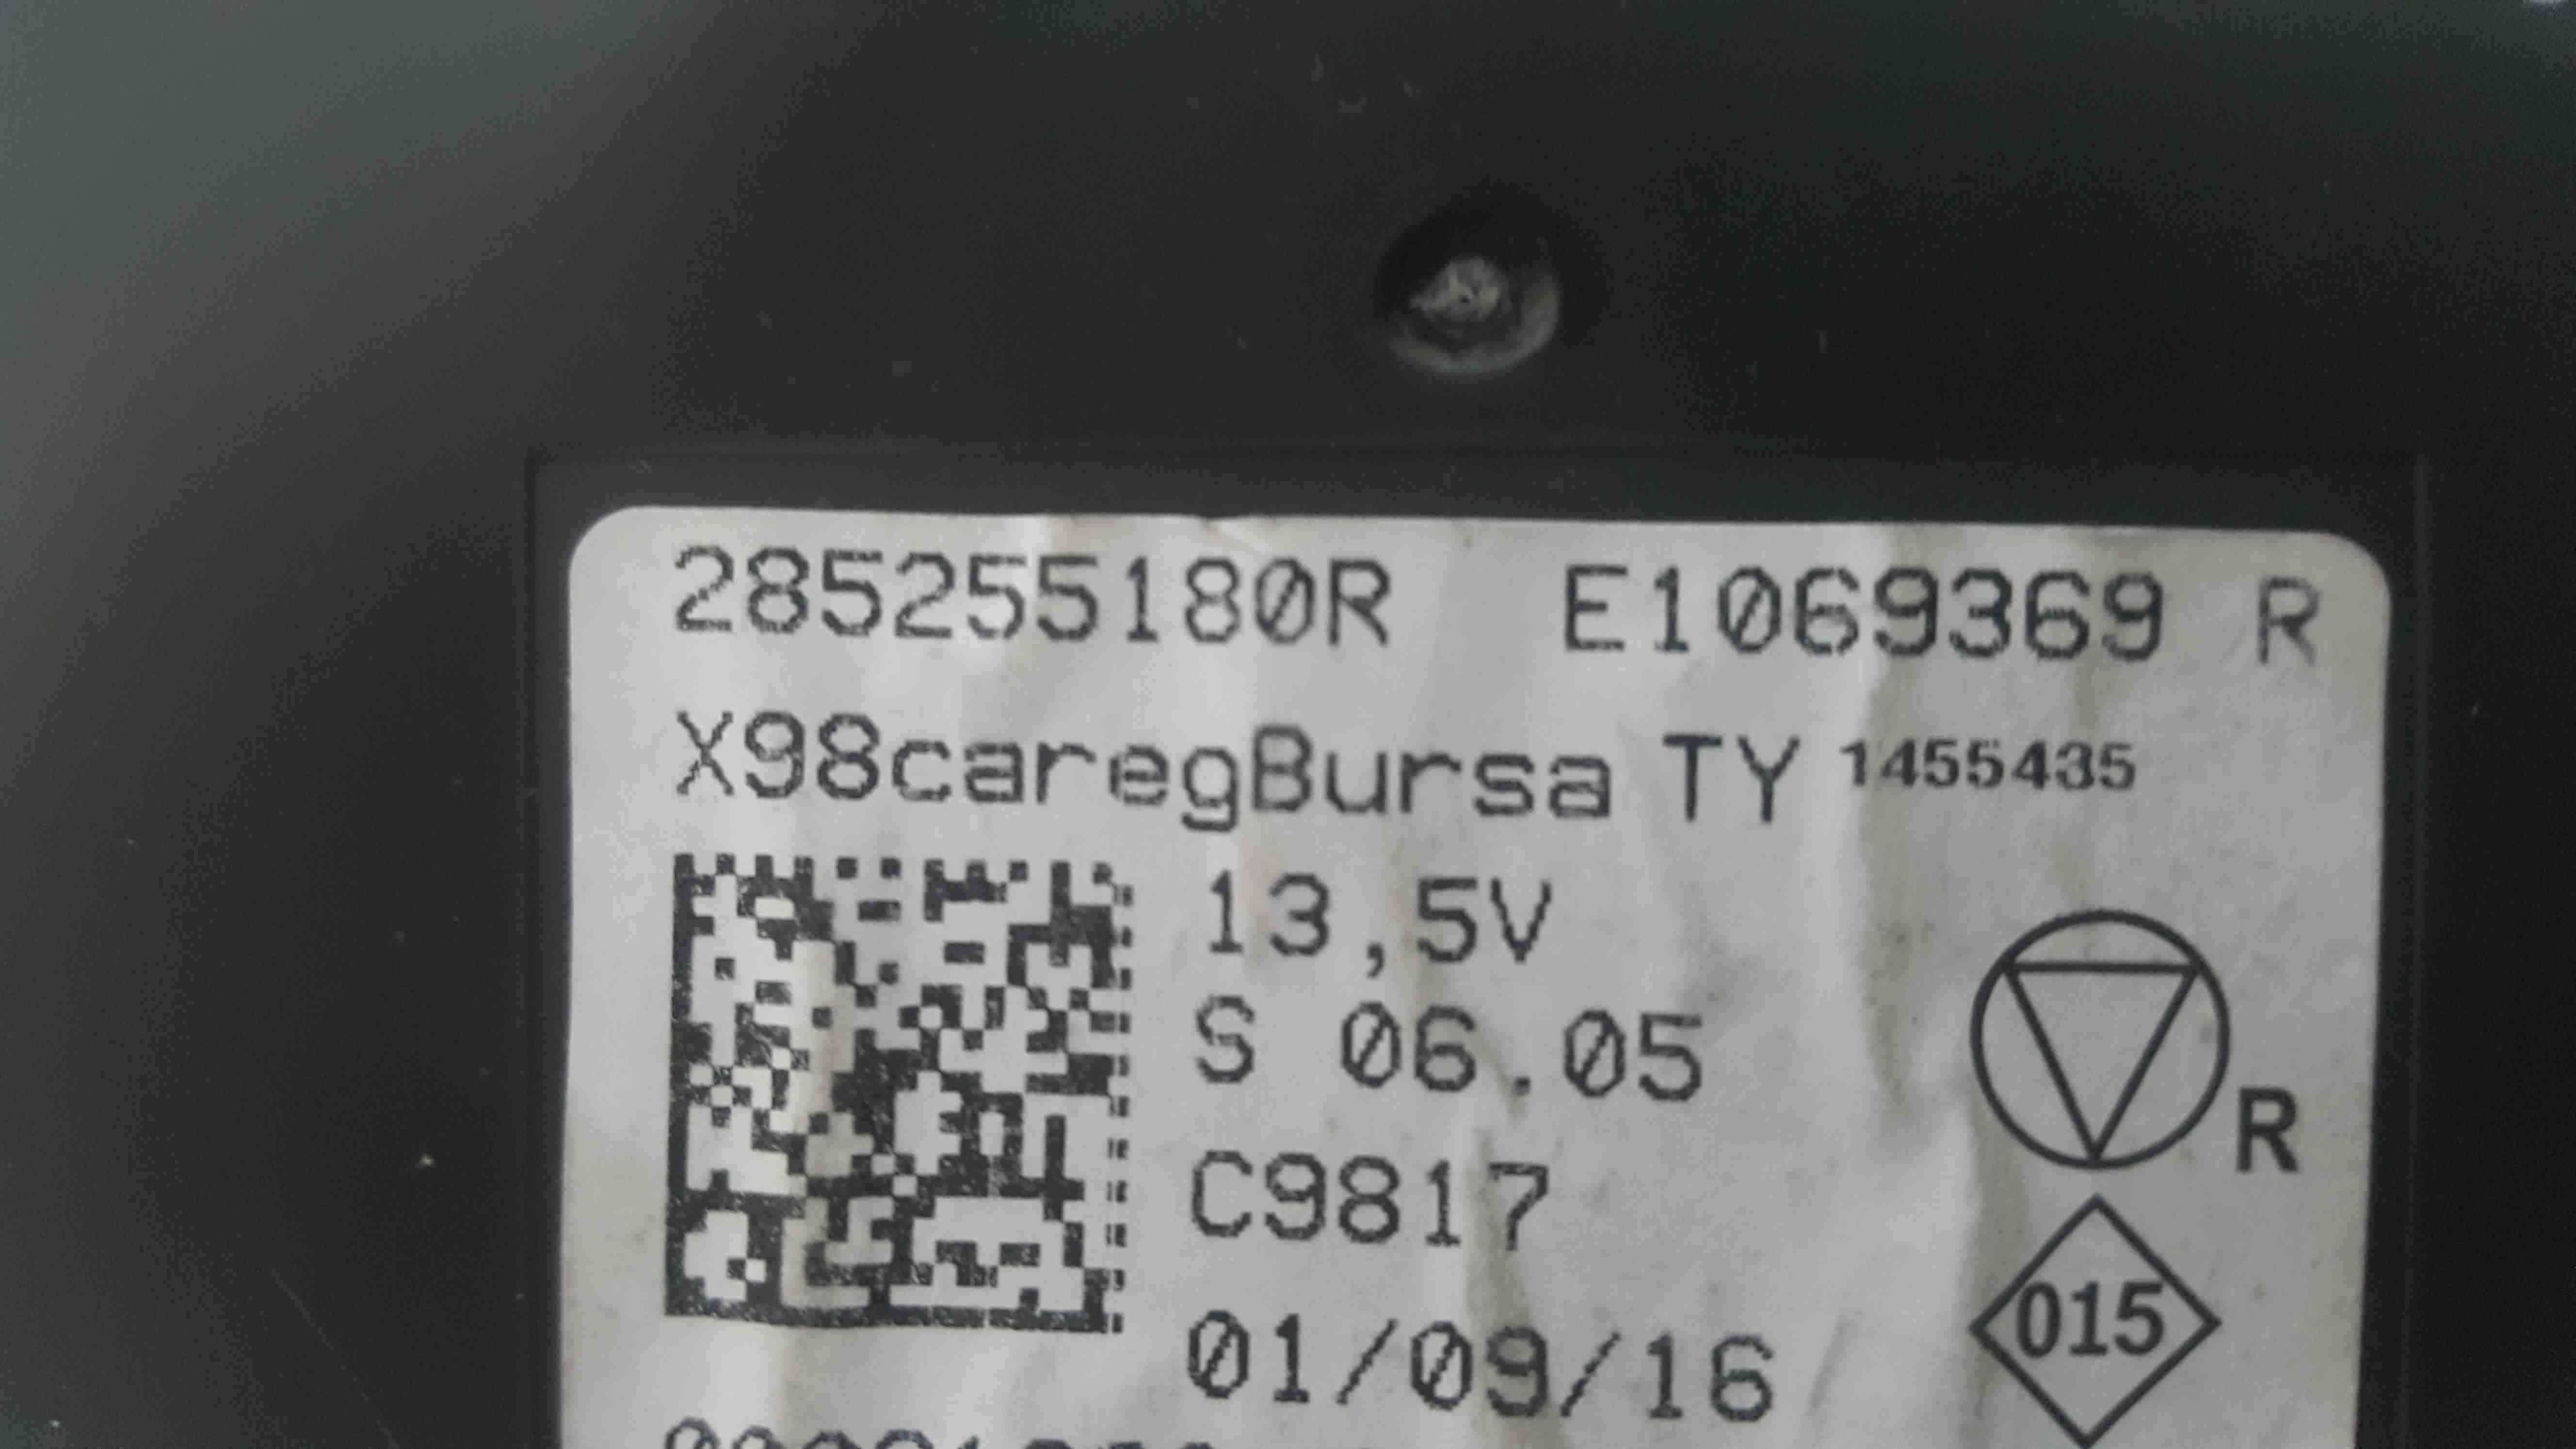 285255180R E1069369 R
X98caregBursa TY 1455435
13,5V
S 06.05
C9817
R
01/09/16
015